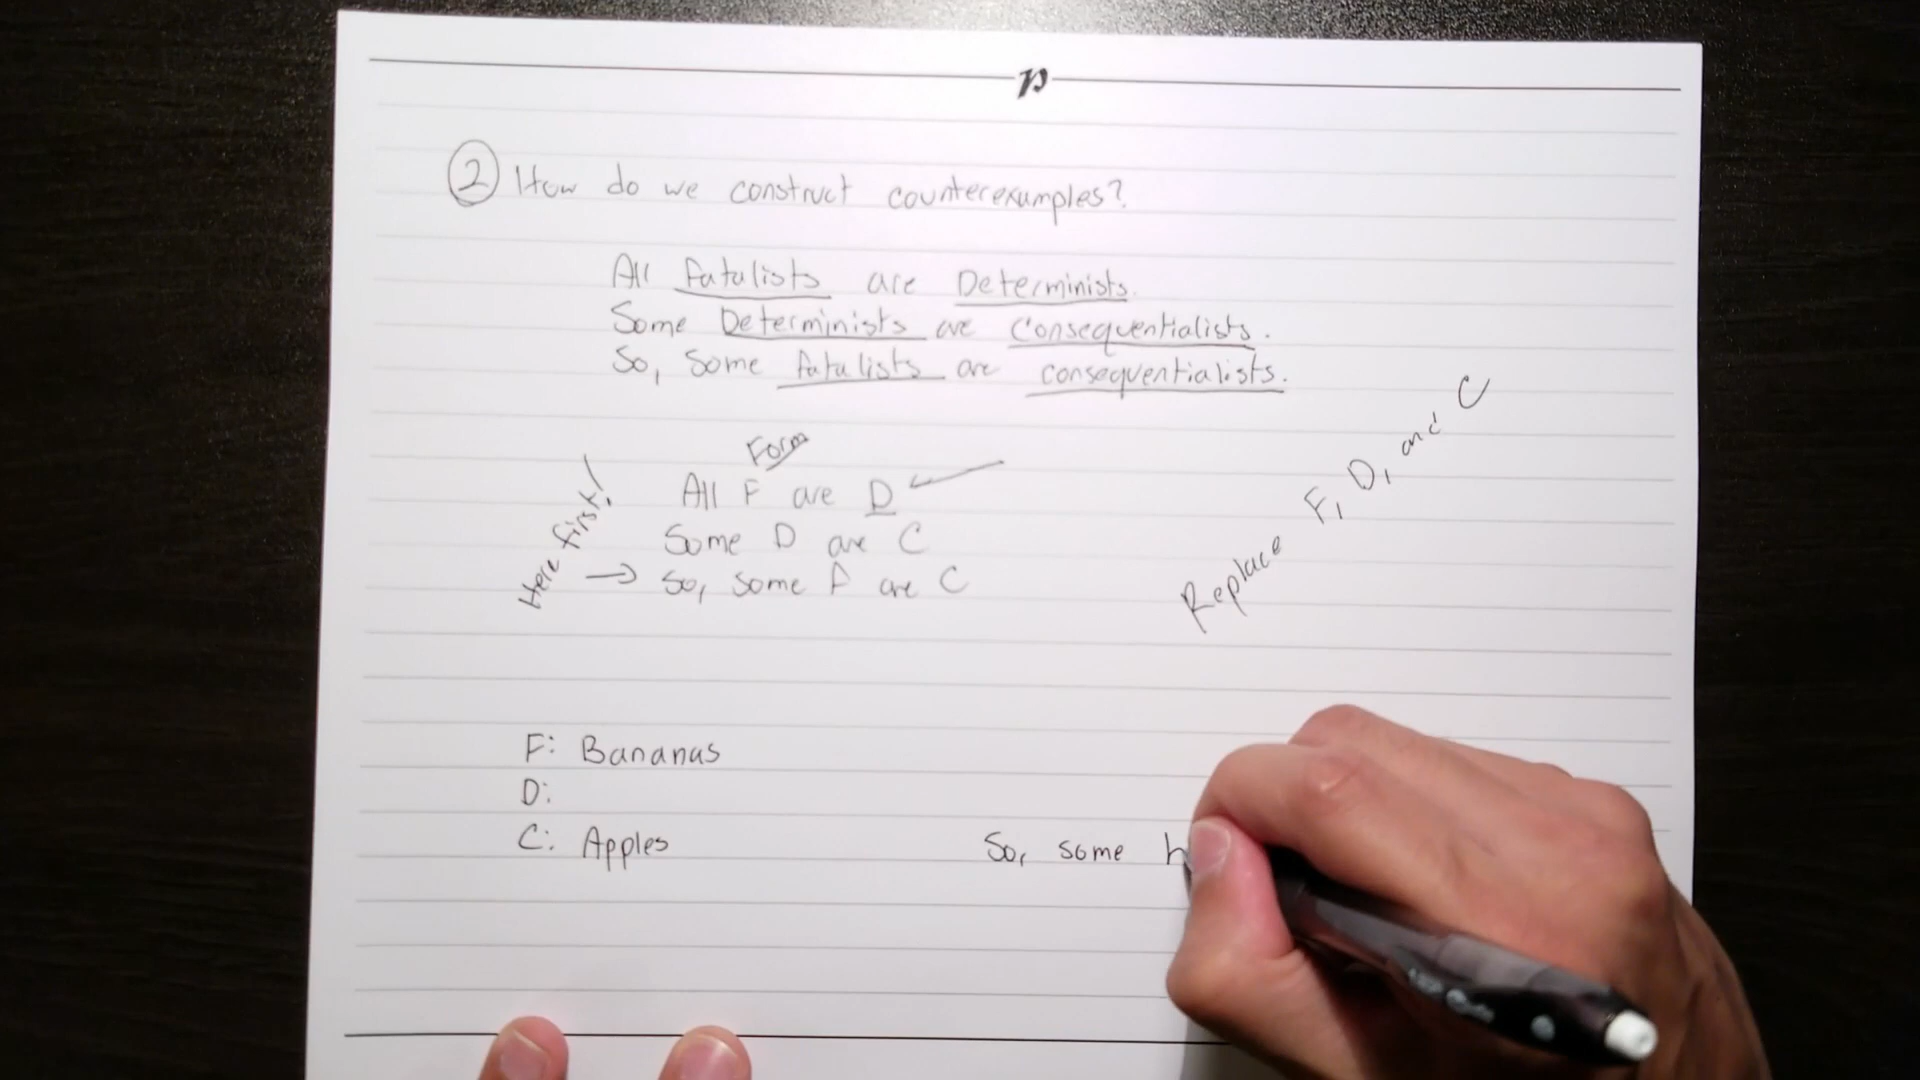 p
② How do we construct counterexamples?
All fatalists are Determinists.
Some Determinists are Consequentialists.
So, Some fatalists are consequentialists.
Form
All F are D
Some D are C
So, some F are C
Here first!
Replace F, D, and C
F: Bananas
D:
C: Apples
So, some